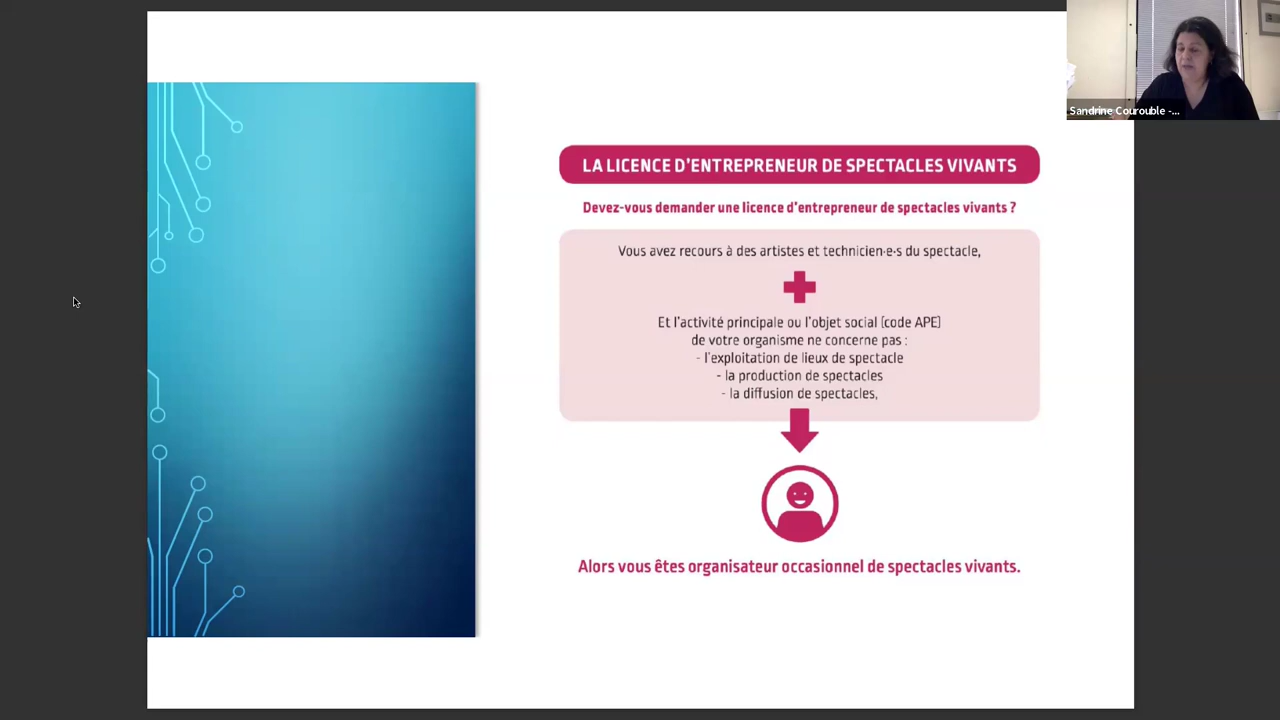 LA LICENCE D'ENTREPRENEUR DE SPECTACLES VIVANTS
Devez-vous demander une licence d'entrepreneur de spectacles vivants ?
Vous avez recours à des artistes et technicien·e·s du spectacle,
Et l'activité principale ou l'objet social (code APE)
de votre organisme ne concerne pas :
- l'exploitation de lieux de spectacle
- la production de spectacles
- la diffusion de spectacles,
Alors vous êtes organisateur occasionnel de spectacles vivants.
Sandrine Courouble -...